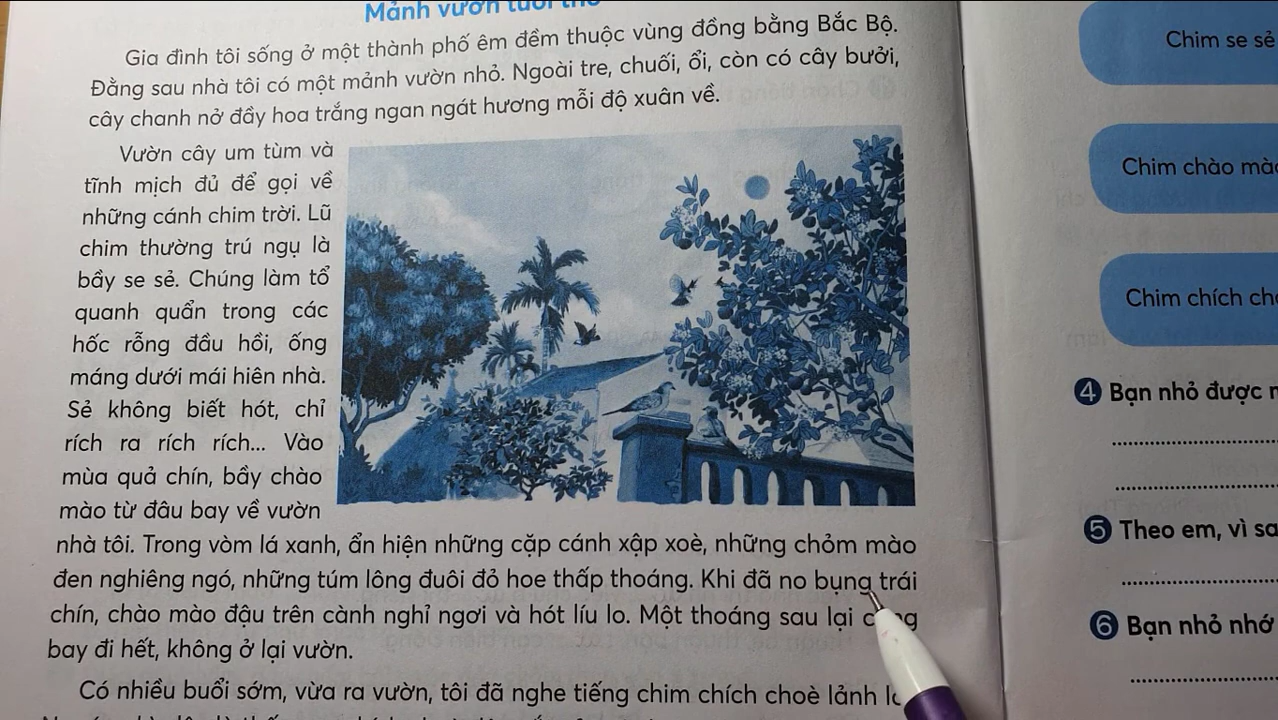 Mảnh vườn tuổi thơ
Gia đình tôi sống ở một thành phố êm đềm thuộc vùng đồng bằng Bắc Bộ.
Đằng sau nhà tôi có một mảnh vườn nhỏ. Ngoài tre, chuối, ổi, còn có cây bưởi,
cây chanh nở đầy hoa trắng ngan ngát hương mỗi độ xuân về.
Vườn cây um tùm và
tĩnh mịch đủ để gọi về
những cánh chim trời. Lũ
chim thường trú ngụ là
bầy se sẻ. Chúng làm tổ
quanh quẩn trong các
hốc rỗng đầu hồi, ống
máng dưới mái hiên nhà.
Sẻ không biết hót, chỉ
rích ra rích rích... Vào
mùa quả chín, bầy chào
mào từ đâu bay về vườn
nhà tôi. Trong vòm lá xanh, ẩn hiện những cặp cánh xập xoè, những chỏm mào
đen nghiêng ngó, những túm lông đuôi đỏ hoe thấp thoáng. Khi đã no bụng trái
chín, chào mào đậu trên cành nghỉ ngơi và hót líu lo. Một thoáng sau lại
bay đi hết, không ở lại vườn.
Có nhiều buổi sớm, vừa ra vườn, tôi đã nghe tiếng chim chích choè lảnh
Chim se sẻ
Chim chào
Chim chích
4 Bạn nhỏ được
5 Theo em, vì
6 Bạn nhỏ nhớ